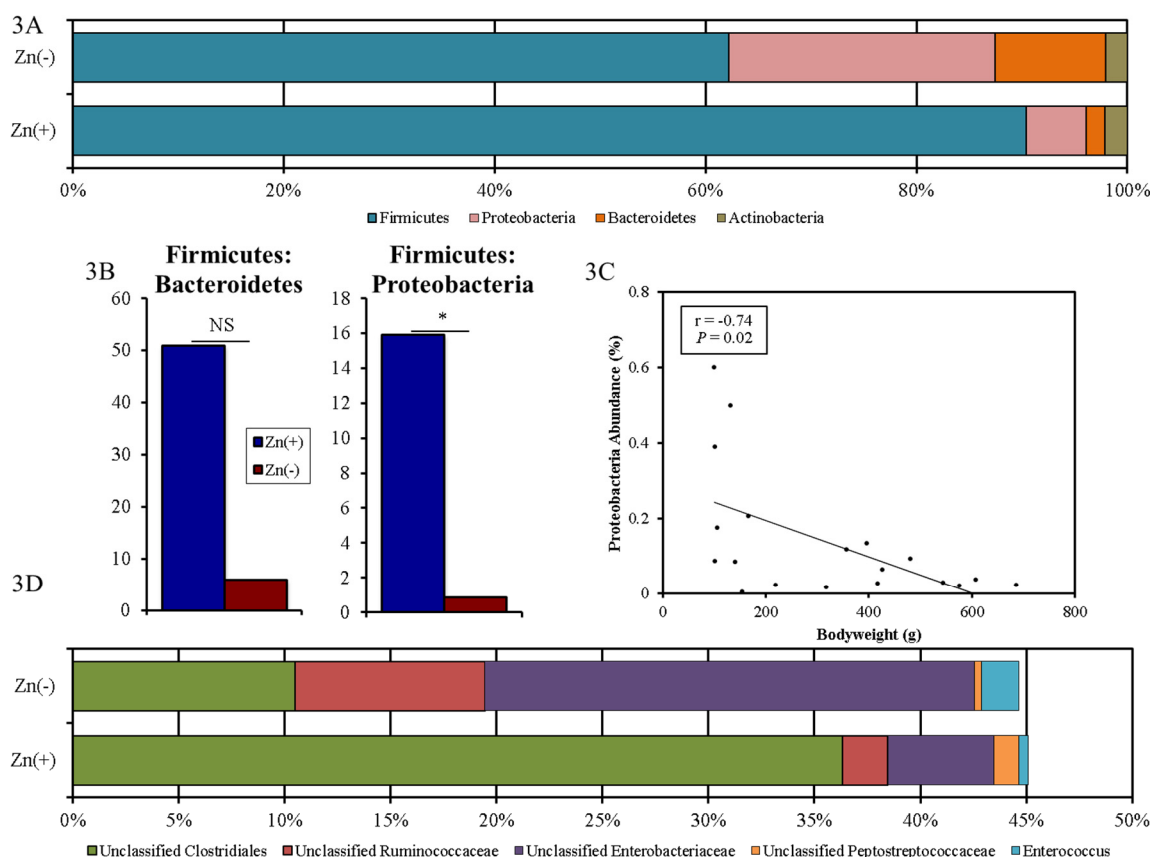 3A
Zn(-)
Zn(+)
0% 20% 40% 60% 80% 100%
Firmicutes Proteobacteria Bacteroidetes Actinobacteria
3B
Firmicutes:
Bacteroidetes
60
50
40
30
20
10
0
NS
Zn(+)
Zn(-)
Firmicutes:
Proteobacteria
18
16
14
12
10
8
6
4
2
0
*
3C
Proteobacteria Abundance (%)
0.8
0.6
0.4
0.2
0
r = -0.74
P = 0.02
0 200 400 600 800
Bodyweight (g)
3D
Zn(-)
Zn(+)
0% 5% 10% 15% 20% 25% 30% 35% 40% 45% 50%
Unclassified Clostridiales Unclassified Ruminococcaceae Unclassified Enterobacteriaceae Unclassified Peptostreptococcaceae Enterococcus